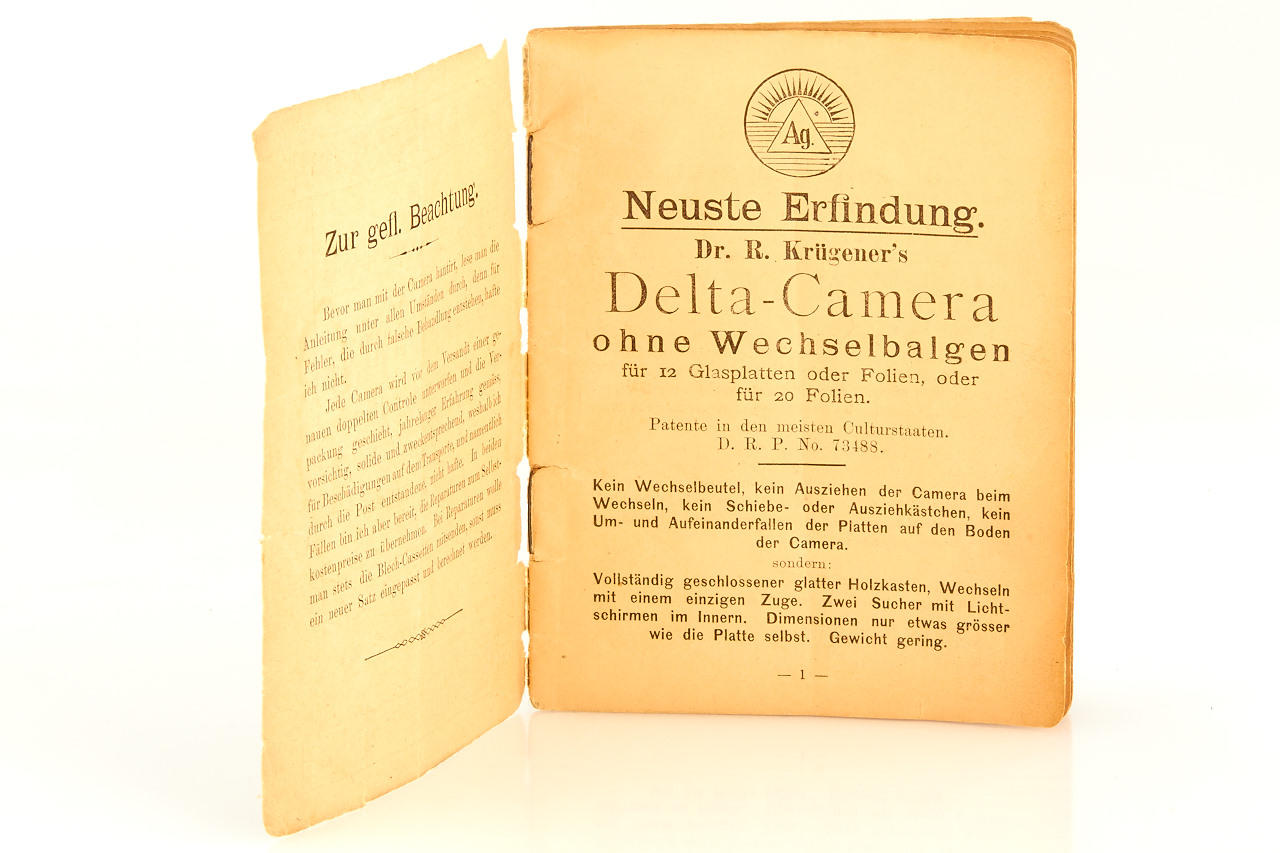 Zur gefl. Beachtung.
Bevor man mit der Camera hantirt, lese man die
Anleitung unter allen Umständen durch, denn für
Fehler, die durch falsche Behandlung entstehen, hafte
ich nicht.
Jede Camera wird vor dem Versandt einer ge-
nauen doppelten Controle unterworfen und die Ver-
packung geschieht, jahrelanger Erfahrung gemäss,
vorsichtig, solide und zweckentsprechend, weshalb ich
für Beschädigungen auf dem Transporte, und namentlich
durch die Post entstandene, nicht hafte. In beiden
Fällen bin ich aber bereit, die Reparaturen zum Selbst-
kostenpreise zu übernehmen. Bei Reparaturen wolle
man stets die Blech-Cassetten mitsenden, sonst muss
ein neuer Satz eingepasst und berechnet werden.
Ag.
Neuste Erfindung.
Dr. R. Krügener's
Delta-Camera
ohne Wechselbalgen
für 12 Glasplatten oder Folien, oder
für 20 Folien.
Patente in den meisten Culturstaaten.
D. R. P. No. 73488.
Kein Wechselbeutel, kein Ausziehen der Camera beim
Wechseln, kein Schiebe- oder Ausziehkästchen, kein
Um- und Aufeinanderfallen der Platten auf den Boden
der Camera.
sondern:
Vollständig geschlossener glatter Holzkasten, Wechseln
mit einem einzigen Zuge. Zwei Sucher mit Licht-
schirmen im Innern. Dimensionen nur etwas grösser
wie die Platte selbst. Gewicht gering.
— 1 —